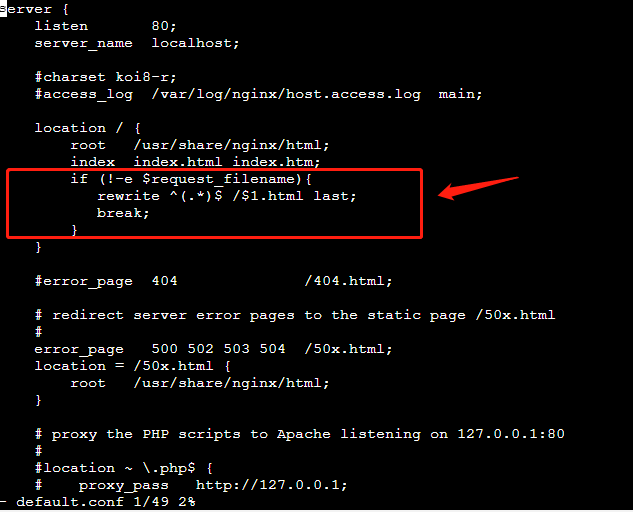 server {
    listen       80;
    server_name  localhost;

    #charset koi8-r;
    #access_log  /var/log/nginx/host.access.log  main;

    location / {
        root   /usr/share/nginx/html;
        index  index.html index.htm;
        if (!-e $request_filename){
           rewrite ^(.*)$ /$1.html last;
           break;
        }
    }

    #error_page  404              /404.html;

    # redirect server error pages to the static page /50x.html
    #
    error_page   500 502 503 504  /50x.html;
    location = /50x.html {
        root   /usr/share/nginx/html;
    }

    # proxy the PHP scripts to Apache listening on 127.0.0.1:80
    #
    #location ~ \.php$ {
    #    proxy_pass   http://127.0.0.1;
- default.conf 1/49 2%